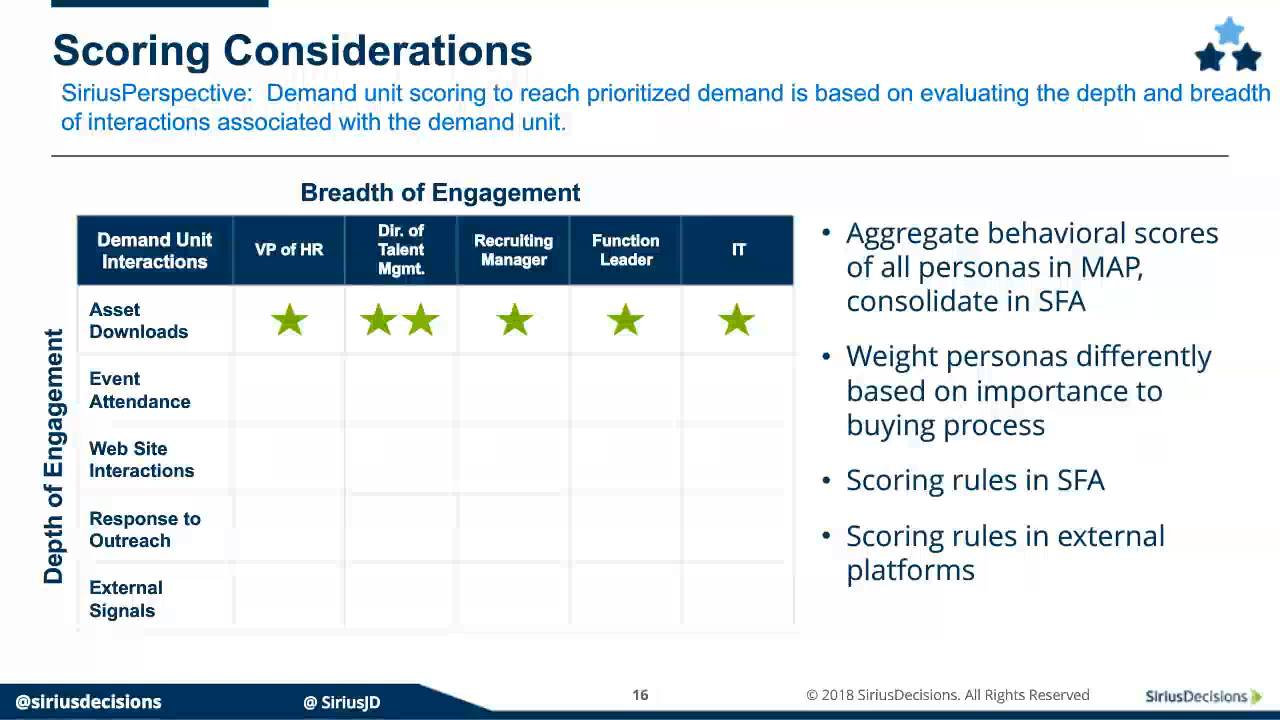 Scoring Considerations
SiriusPerspective: Demand unit scoring to reach prioritized demand is based on evaluating the depth and breadth
of interactions associated with the demand unit.
Breadth of Engagement
Depth of Engagement
Demand Unit
Interactions
VP of HR
Dir. of
Talent
Mgmt.
Recruiting
Manager
Function
Leader
IT
Asset
Downloads
Event
Attendance
Web Site
Interactions
Response to
Outreach
External
Signals
• Aggregate behavioral scores
of all personas in MAP,
consolidate in SFA
• Weight personas differently
based on importance to
buying process
• Scoring rules in SFA
• Scoring rules in external
platforms
@siriusdecisions
@ SiriusJD
16
© 2018 SiriusDecisions. All Rights Reserved
SiriusDecisions